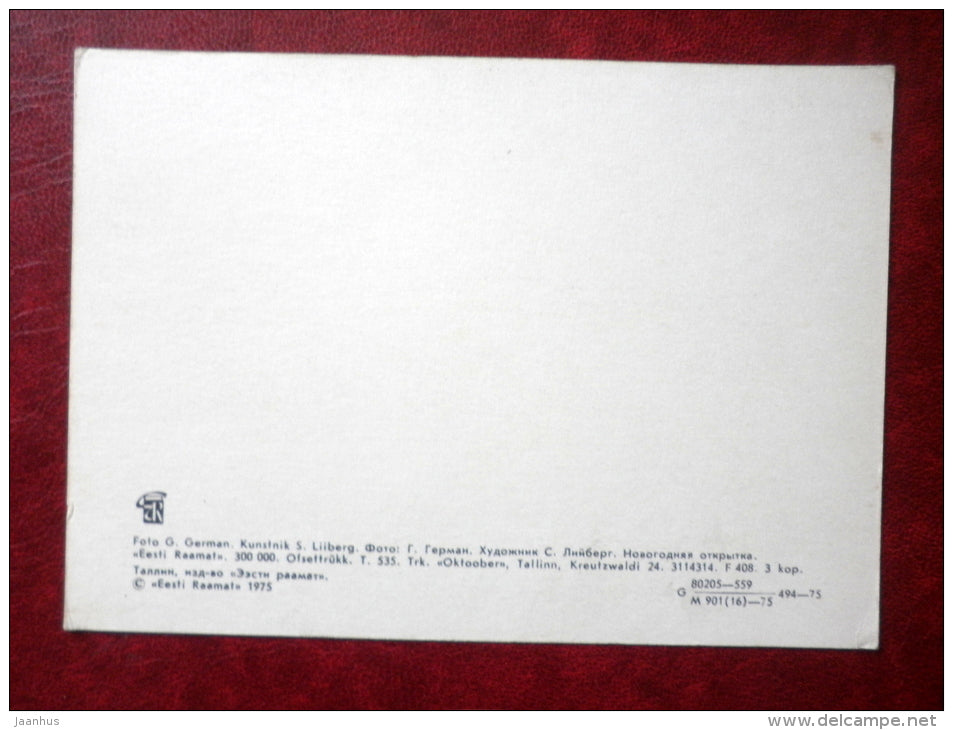 Foto G. German. Kunstnik S. Liiberg. Фото: Г. Герман. Художник С. Лийберг. Новогодняя открытка.
«Eesti Raamat». 300 000. Ofsettrükk. T. 535. Trk. «Oktoober», Tallinn, Kreutzwaldi 24. 3114314. F 408. 3 kop.
Таллин, изд-во «Ээсти раамат».
© «Eesti Raamat» 1975
G 80205—559 494—75
M 901(16)—75
jaanhus
www.delcampe.net